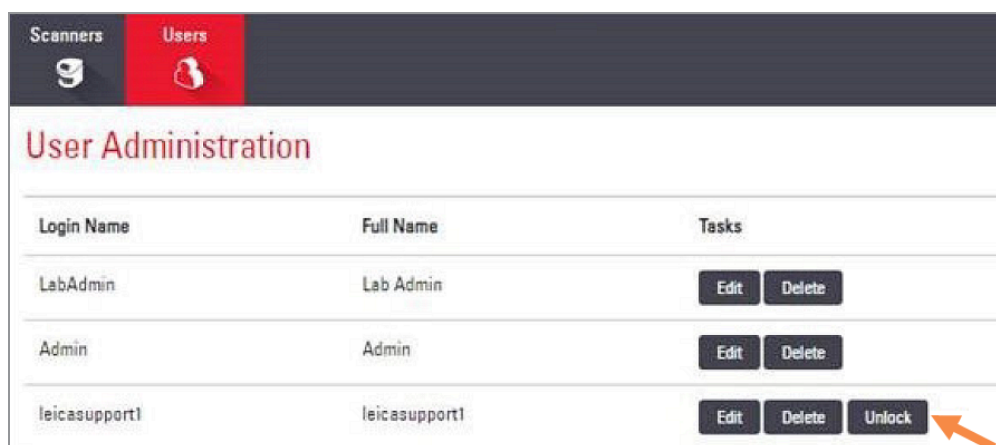 Scanners Users
User Administration
Login Name Full Name Tasks
LabAdmin Lab Admin Edit Delete
Admin Admin Edit Delete
leicasupport1 leicasupport1 Edit Delete Unlock